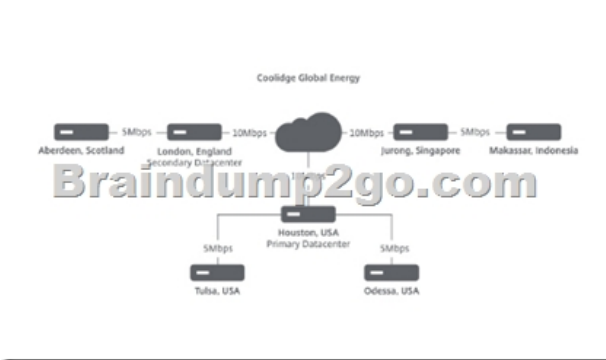 Coolidge Global Energy
5Mbps
10Mbps
10Mbps
5Mbps
Aberdeen, Scotland
London, England
Secondary Datacenter
Jurong, Singapore
Makassar, Indonesia
Braindump2go.com
Houston, USA
Primary Datacenter
5Mbps
5Mbps
Tulsa, USA
Odessa, USA